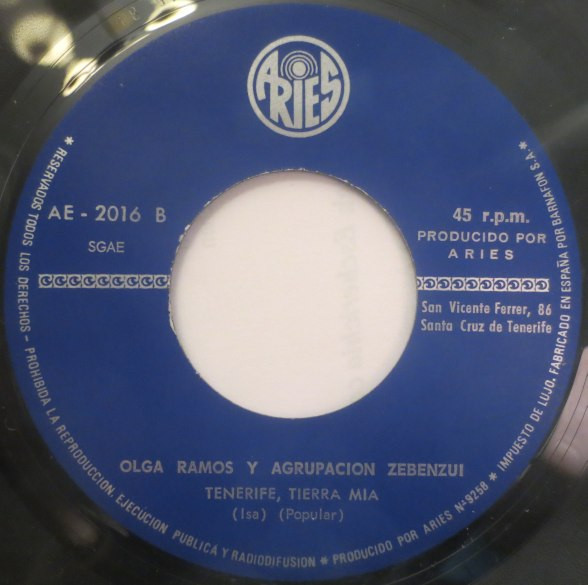 ARIES
AE - 2016 B
SGAE
45 r.p.m.
PRODUCIDO POR
ARIES
San Vicente Ferrer, 86
Santa Cruz de Tenerife
OLGA RAMOS Y AGRUPACION ZEBENZUI
TENERIFE, TIERRA MIA
(Isa) (Popular)
* RESERVADOS TODOS LOS DERECHOS - PROHIBIDA LA REPRODUCCION, EJECUCION PUBLICA Y RADIODIFUSION * PRODUCIDO POR ARIES Nº 9258 * IMPUESTO DE LUJO. FABRICADO EN ESPAÑA POR BARNAFON S.A. *